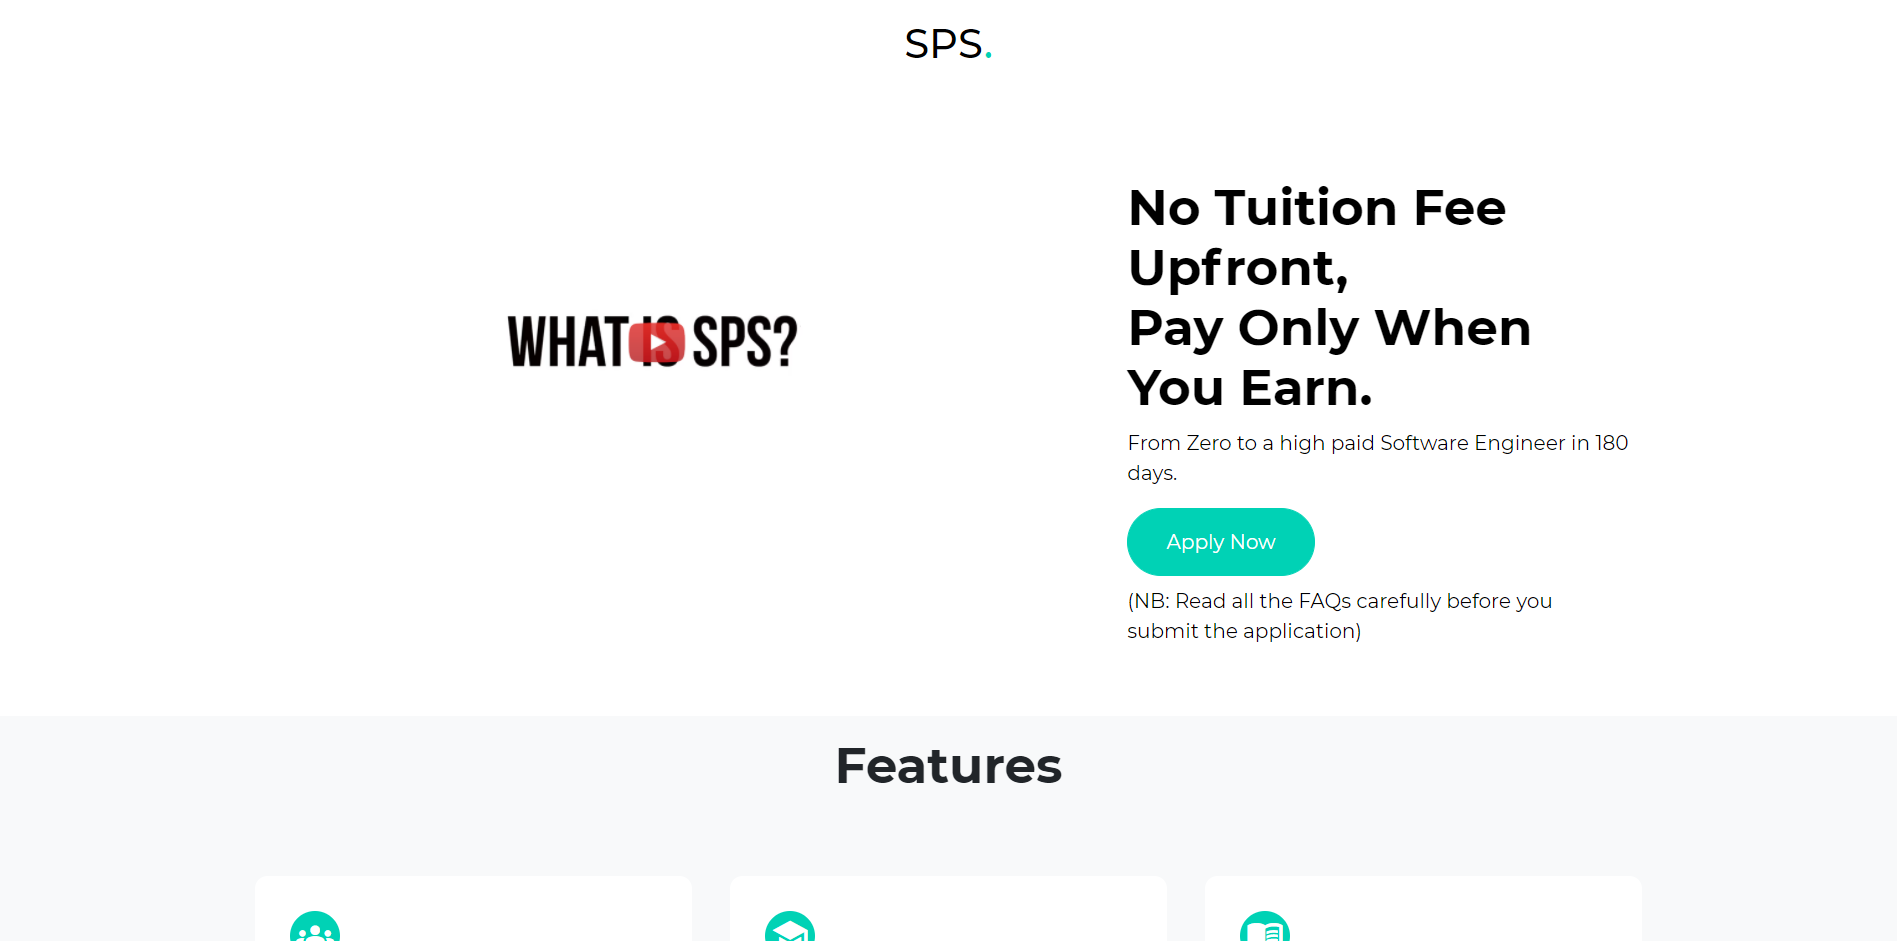 SPS.
WHAT IS SPS?
No Tuition Fee
Upfront,
Pay Only When
You Earn.
From Zero to a high paid Software Engineer in 180
days.
Apply Now
(NB: Read all the FAQs carefully before you
submit the application)
Features